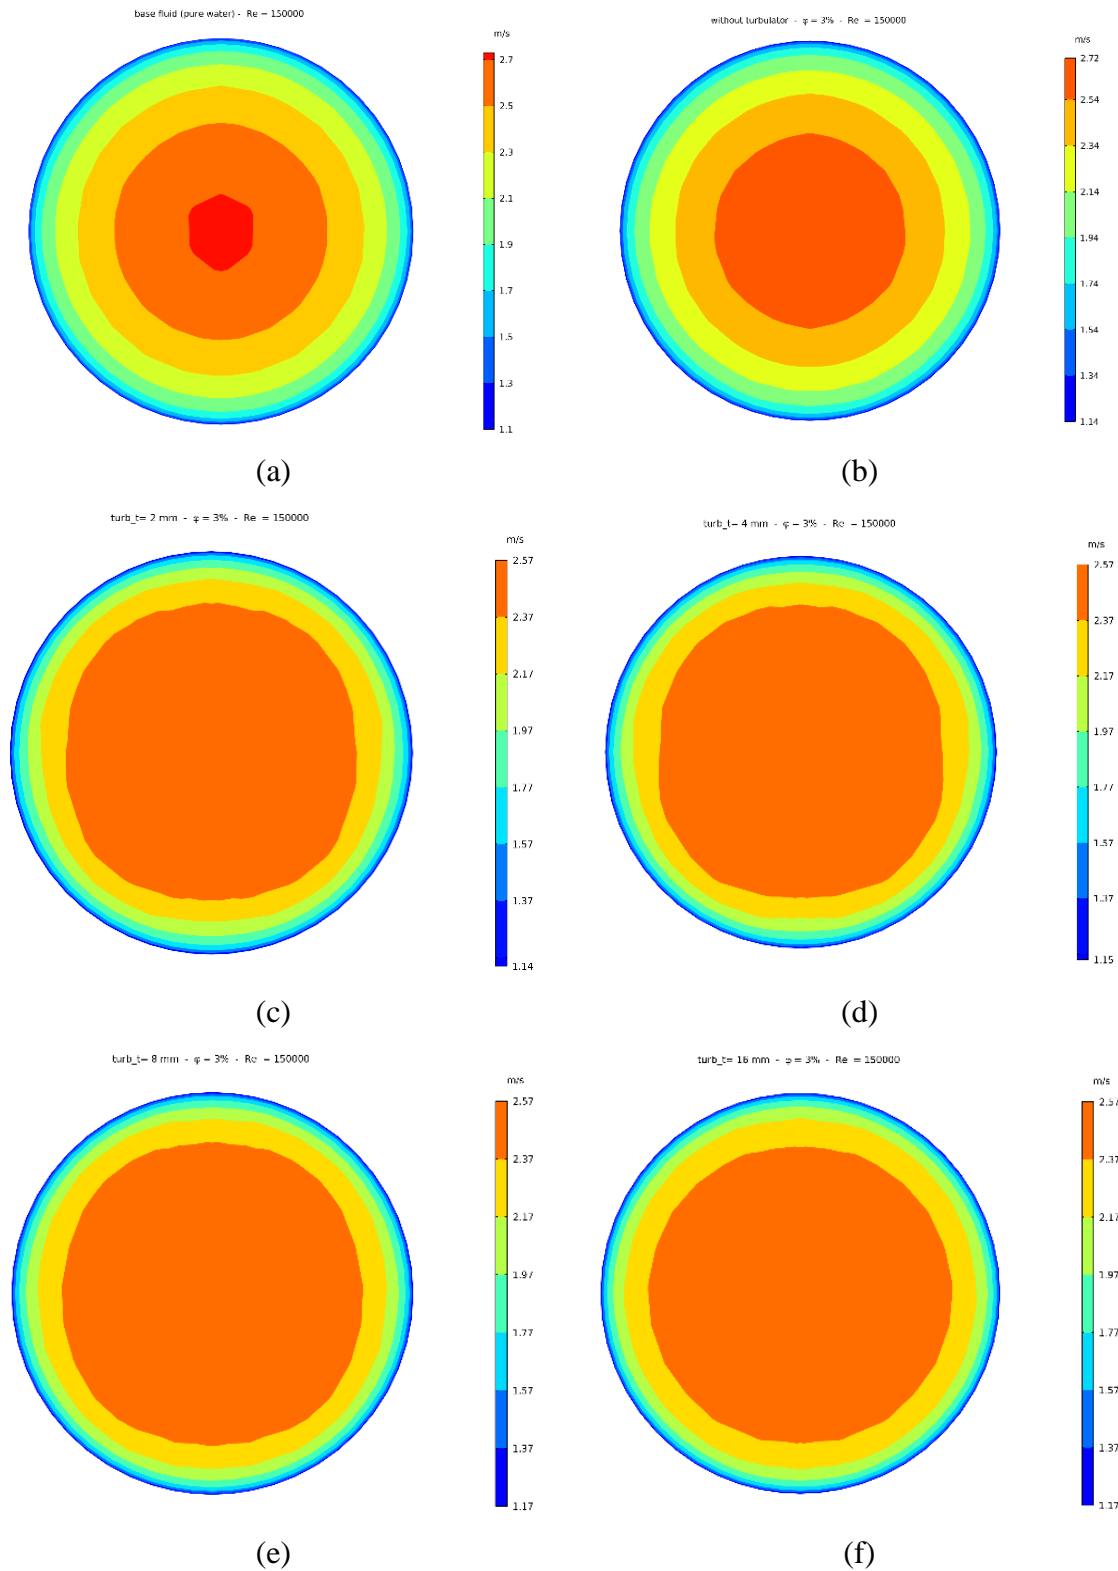 base fluid (pure water) - Re = 150000
m/s
2.7
2.5
2.3
2.1
1.9
1.7
1.5
1.3
1.1
(a)
without turbulator - φ = 3% - Re = 150000
m/s
2.72
2.54
2.34
2.14
1.94
1.74
1.54
1.34
1.14
(b)
turb_t= 2 mm - φ = 3% - Re = 150000
m/s
2.57
2.37
2.17
1.97
1.77
1.57
1.37
1.14
(c)
turb_t= 4 mm - φ = 3% - Re = 150000
m/s
2.57
2.37
2.17
1.97
1.77
1.57
1.37
1.15
(d)
turb_t= 8 mm - φ = 3% - Re = 150000
m/s
2.57
2.37
2.17
1.97
1.77
1.57
1.37
1.17
(e)
turb_t= 16 mm - φ = 3% - Re = 150000
m/s
2.57
2.37
2.17
1.97
1.77
1.57
1.37
1.17
(f)